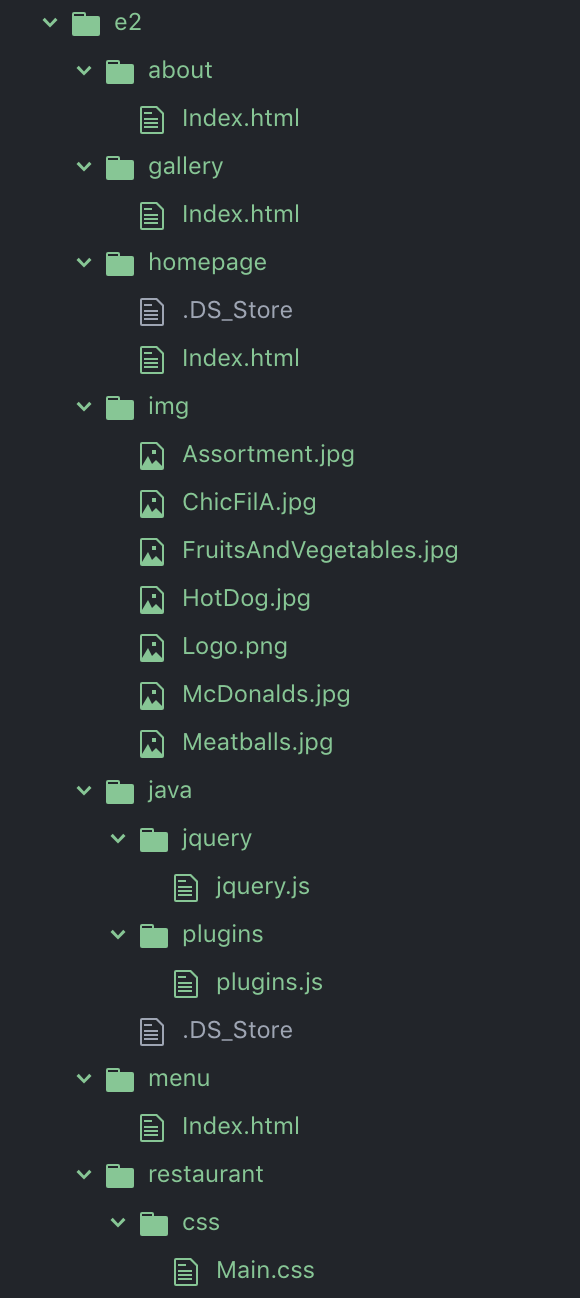 e2
about
Index.html
gallery
Index.html
homepage
.DS_Store
Index.html
img
Assortment.jpg
ChicFilA.jpg
FruitsAndVegetables.jpg
HotDog.jpg
Logo.png
McDonalds.jpg
Meatballs.jpg
java
jquery
jquery.js
plugins
plugins.js
.DS_Store
menu
Index.html
restaurant
css
Main.css